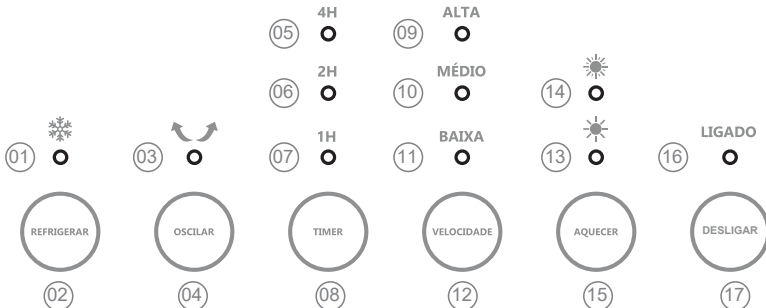 05 4H 09 ALTA
06 2H 10 MÉDIO 14
01 03 07 1H 11 BAIXA 13 16 LIGADO
REFRIGERAR OSCILAR TIMER VELOCIDADE AQUECER DESLIGAR
02 04 08 12 15 17